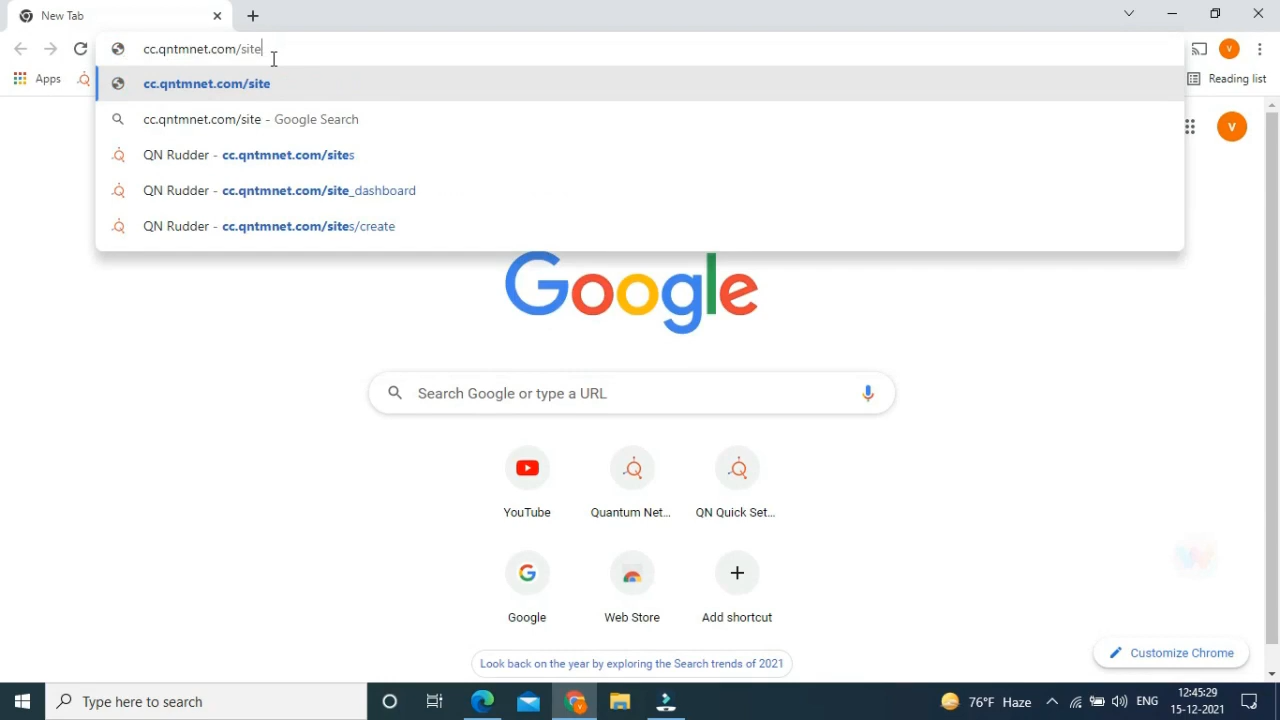 New Tab
cc.qntmnet.com/site
Apps
Reading list
cc.qntmnet.com/site
cc.qntmnet.com/site - Google Search
QN Rudder - cc.qntmnet.com/sites
QN Rudder - cc.qntmnet.com/site_dashboard
QN Rudder - cc.qntmnet.com/sites/create
V
V
Google
Search Google or type a URL
YouTube
Quantum Net...
QN Quick Set...
Google
Web Store
Add shortcut
Look back on the year by exploring the Search trends of 2021
Customize Chrome
Type here to search
76°F Haze
ENG
12:45:29
15-12-2021